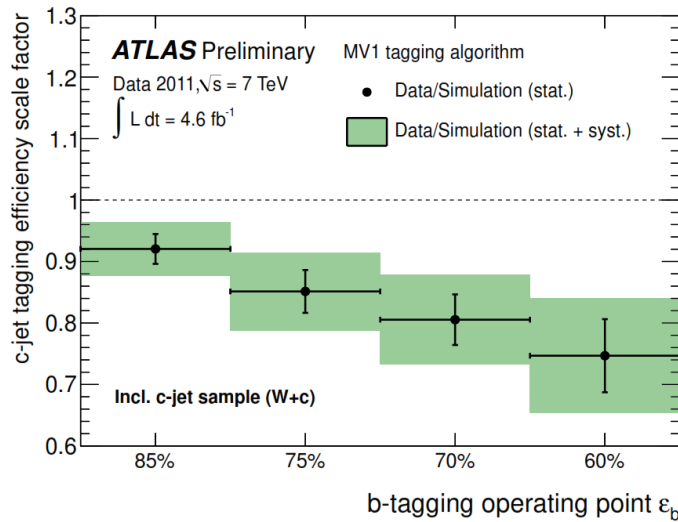 c-jet tagging efficiency scale factor
1.3
1.2
1.1
1
0.9
0.8
0.7
0.6
ATLAS Preliminary
Data 2011,√s = 7 TeV
∫ L dt = 4.6 fb⁻¹
MV1 tagging algorithm
Data/Simulation (stat.)
Data/Simulation (stat. + syst.)
Incl. c-jet sample (W+c)
85% 75% 70% 60%
b-tagging operating point ε_b